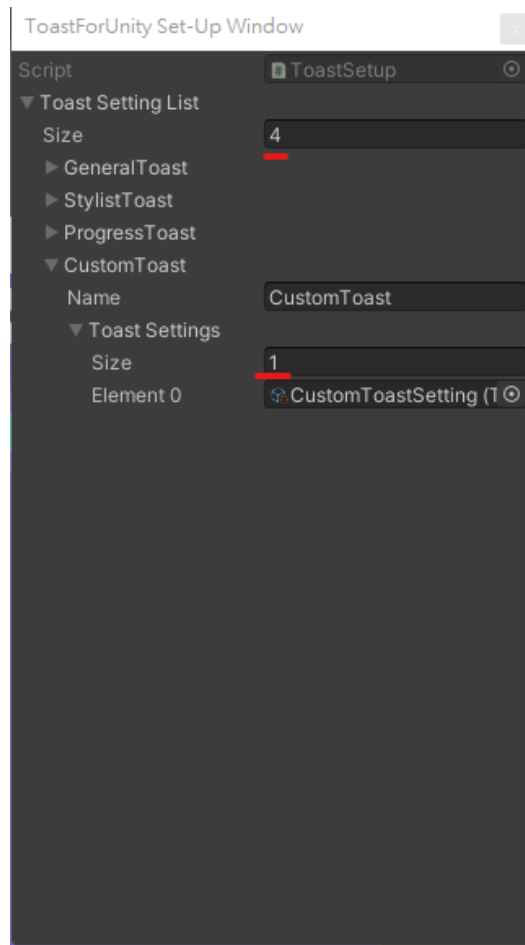 ToastForUnity Set-Up Window
Script ToastSetup
Toast Setting List
Size 4
GeneralToast
StylistToast
ProgressToast
CustomToast
Name CustomToast
Toast Settings
Size 1
Element 0 CustomToastSetting (T